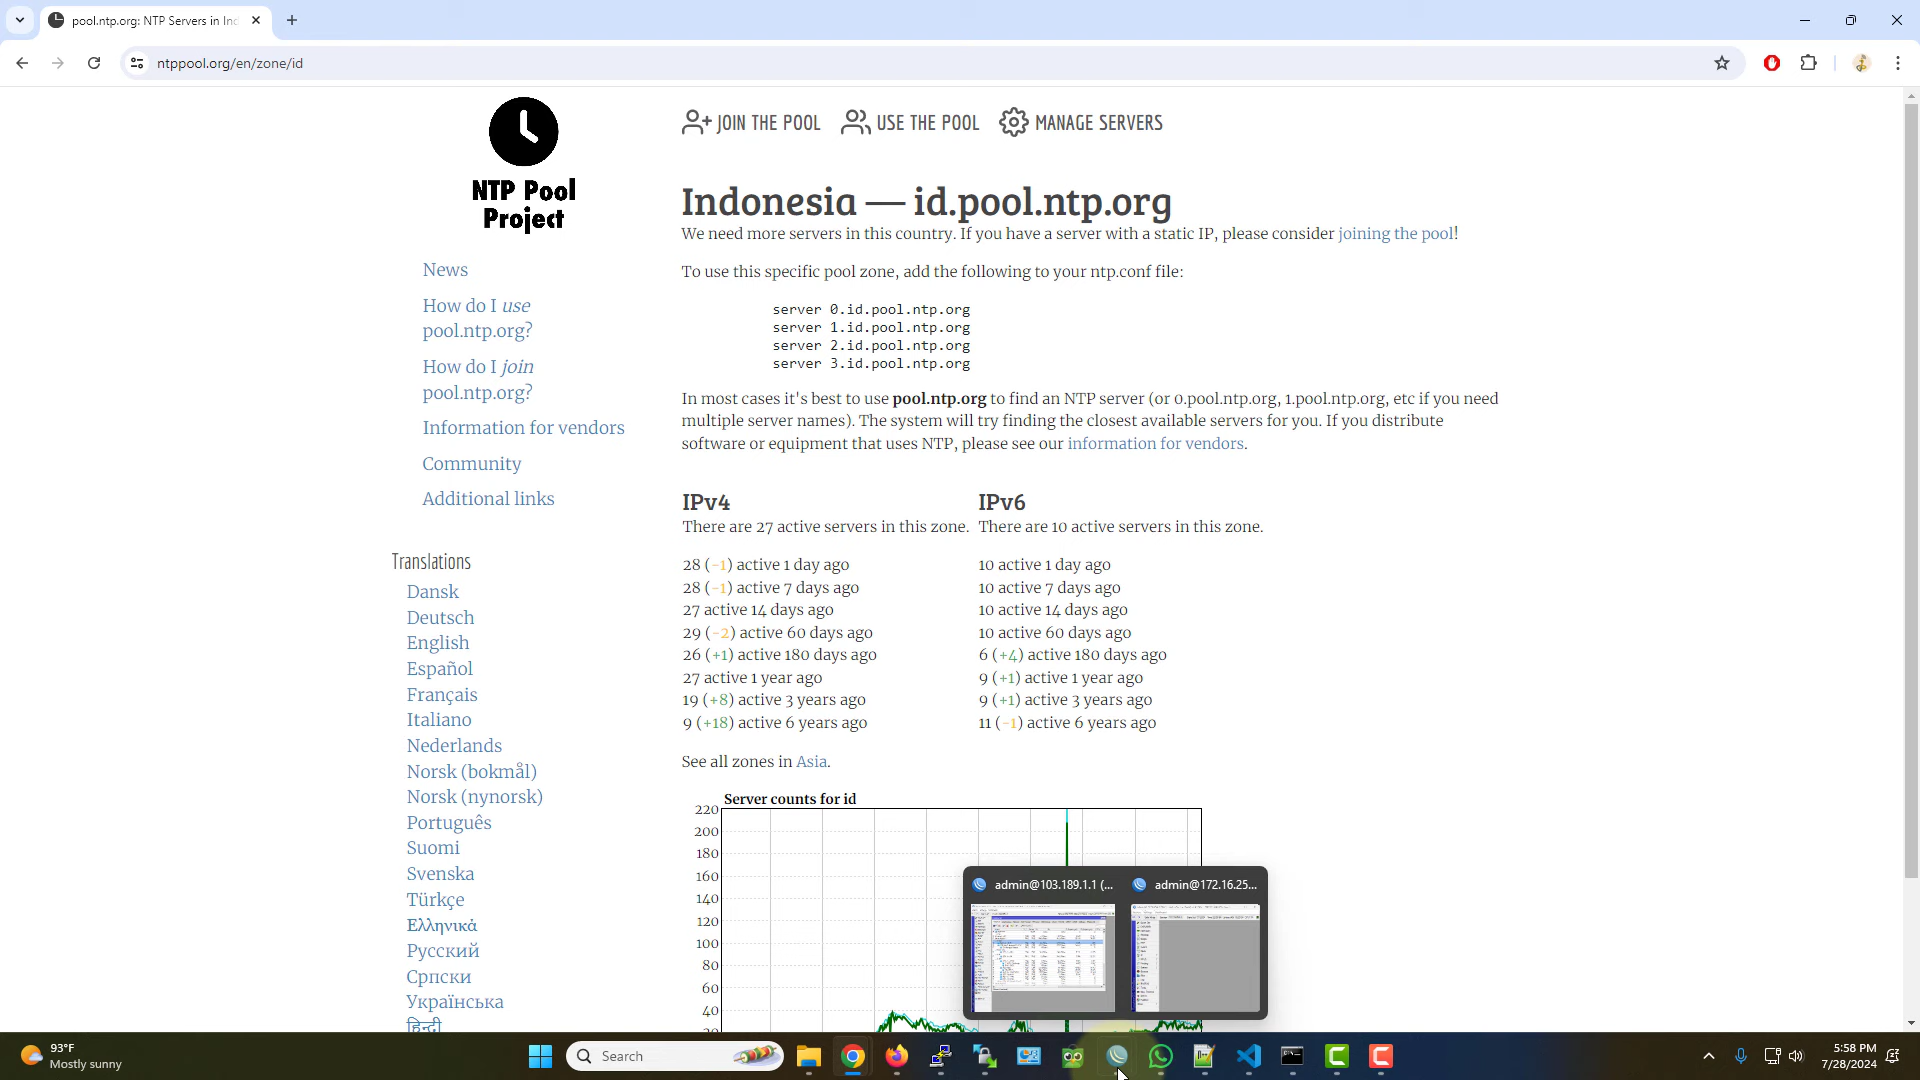 pool.ntp.org: NTP Servers in Ind
ntppool.org/en/zone/id
NTP Pool
Project
JOIN THE POOL
USE THE POOL
MANAGE SERVERS
News
How do I use
pool.ntp.org?
How do I join
pool.ntp.org?
Information for vendors
Community
Additional links
Translations
Dansk
Deutsch
English
Español
Français
Italiano
Nederlands
Norsk (bokmål)
Norsk (nynorsk)
Português
Suomi
Svenska
Türkçe
Ελληνικά
Русский
Српски
Українська
हिन्दी
Indonesia — id.pool.ntp.org
We need more servers in this country. If you have a server with a static IP, please consider joining the pool!
To use this specific pool zone, add the following to your ntp.conf file:
server 0.id.pool.ntp.org
server 1.id.pool.ntp.org
server 2.id.pool.ntp.org
server 3.id.pool.ntp.org
In most cases it's best to use pool.ntp.org to find an NTP server (or 0.pool.ntp.org, 1.pool.ntp.org, etc if you need
multiple server names). The system will try finding the closest available servers for you. If you distribute
software or equipment that uses NTP, please see our information for vendors.
IPv4
There are 27 active servers in this zone.
28 (-1) active 1 day ago
28 (-1) active 7 days ago
27 active 14 days ago
29 (-2) active 60 days ago
26 (+1) active 180 days ago
27 active 1 year ago
19 (+8) active 3 years ago
9 (+18) active 6 years ago
IPv6
There are 10 active servers in this zone.
10 active 1 day ago
10 active 7 days ago
10 active 14 days ago
10 active 60 days ago
6 (+4) active 180 days ago
9 (+1) active 1 year ago
9 (+1) active 3 years ago
11 (-1) active 6 years ago
See all zones in Asia.
Server counts for id
220
200
180
160
140
120
100
80
60
40
20
admin@103.189.1.1 (...
admin@172.16.25...
93°F
Mostly sunny
Search
5:58 PM
7/28/2024